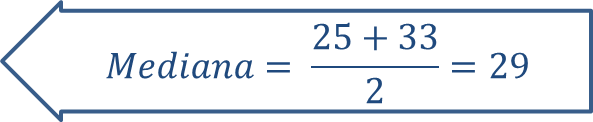 Mediana = 25 + 33 / 2 = 29